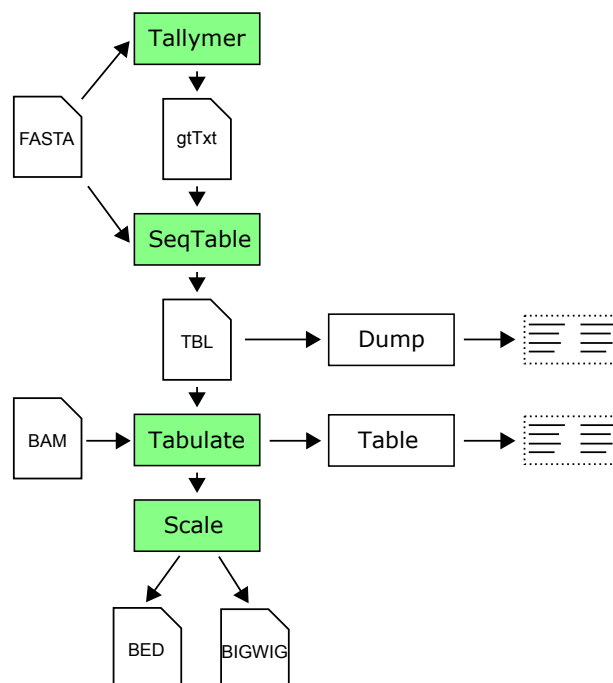 Tallymer
FASTA
gtTxt
SeqTable
TBL
Dump
BAM
Tabulate
Table
Scale
BED
BIGWIG